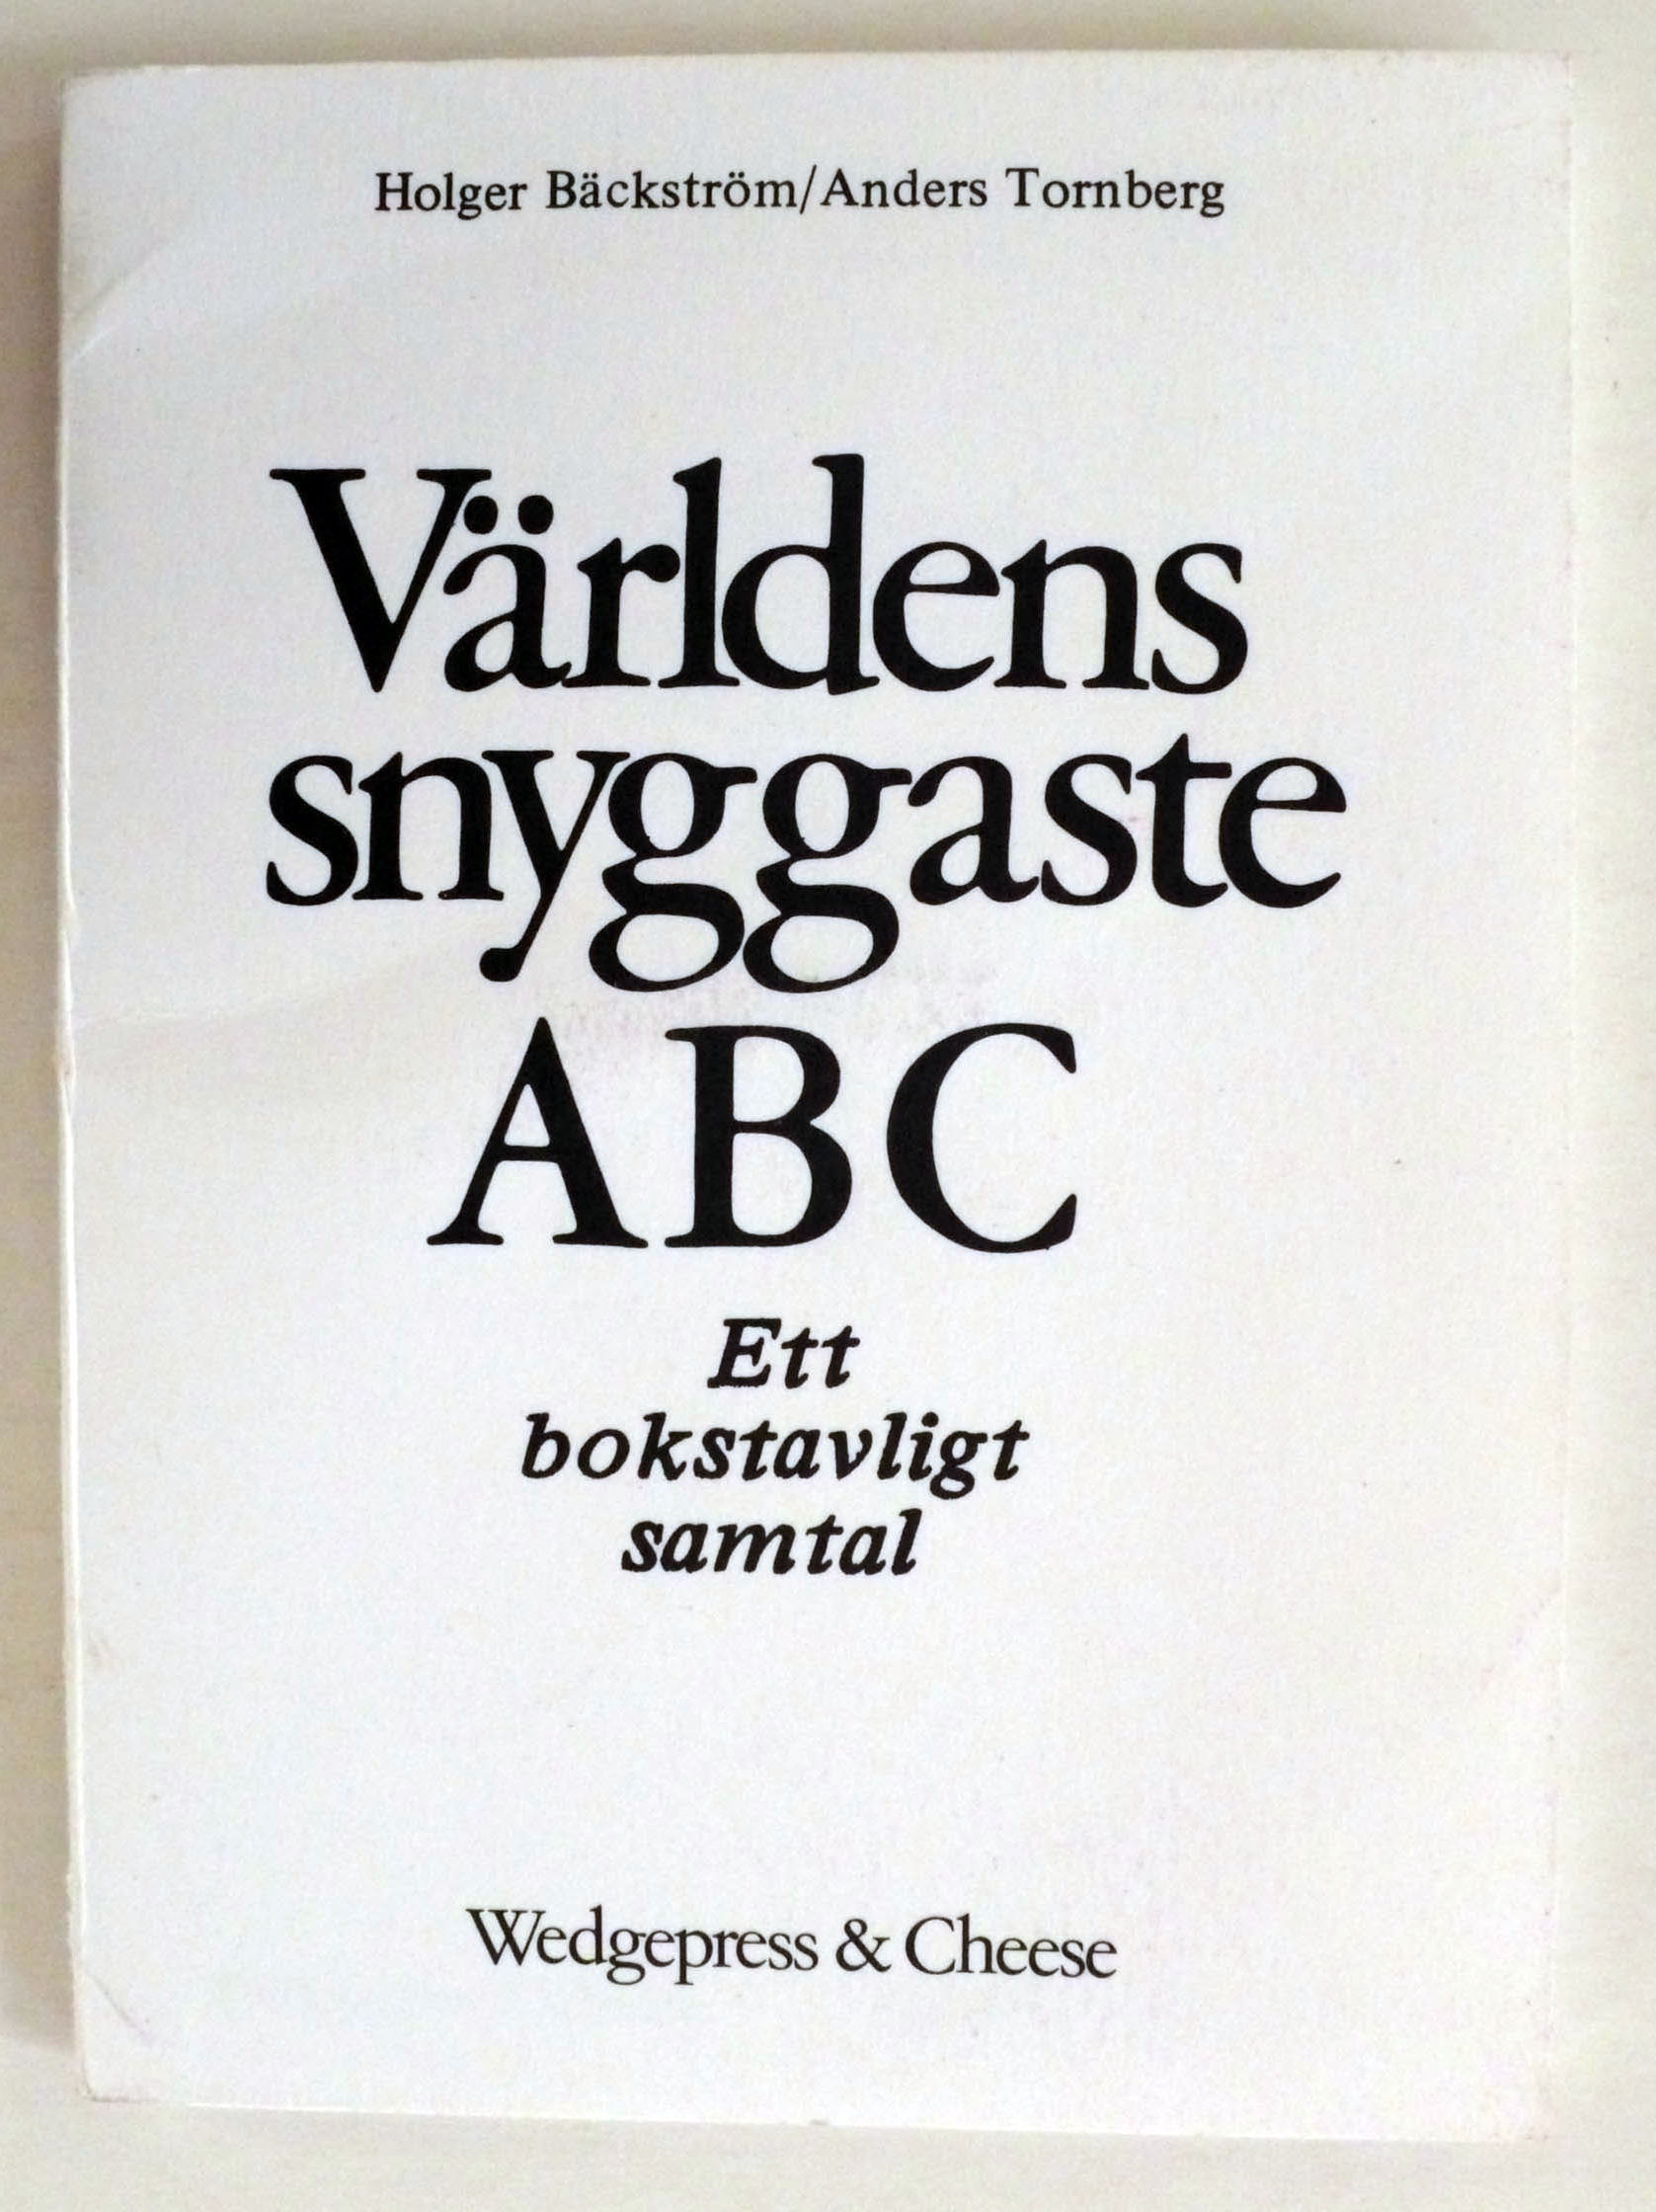 Holger Bäckström/Anders Tornberg
Världens
snyggaste
ABC
Ett
bokstavligt
samtal
Wedgepress & Cheese